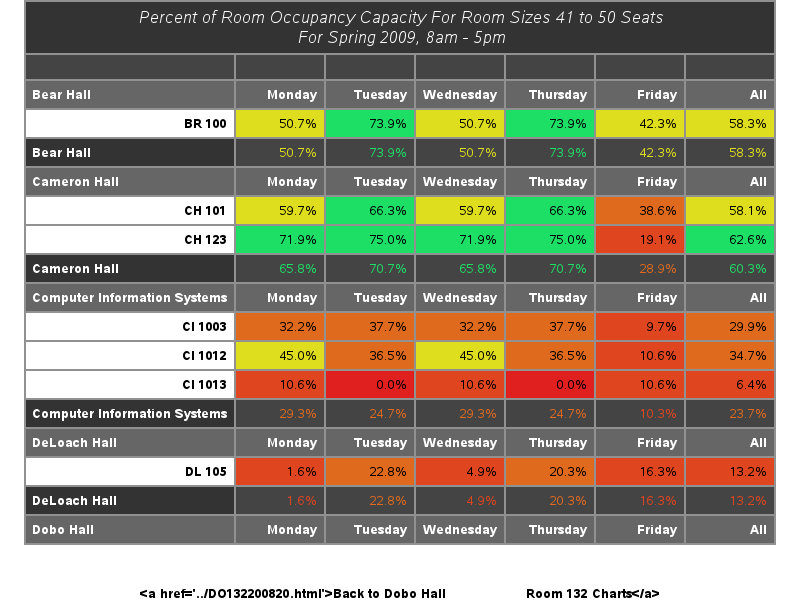 Percent of Room Occupancy Capacity For Room Sizes 41 to 50 Seats
For Spring 2009, 8am - 5pm
Bear Hall Monday Tuesday Wednesday Thursday Friday All
BR 100 50.7% 73.9% 50.7% 73.9% 42.3% 58.3%
Bear Hall 50.7% 73.9% 50.7% 73.9% 42.3% 58.3%
Cameron Hall Monday Tuesday Wednesday Thursday Friday All
CH 101 59.7% 66.3% 59.7% 66.3% 38.6% 58.1%
CH 123 71.9% 75.0% 71.9% 75.0% 19.1% 62.6%
Cameron Hall 65.8% 70.7% 65.8% 70.7% 28.9% 60.3%
Computer Information Systems Monday Tuesday Wednesday Thursday Friday All
CI 1003 32.2% 37.7% 32.2% 37.7% 9.7% 29.9%
CI 1012 45.0% 36.5% 45.0% 36.5% 10.6% 34.7%
CI 1013 10.6% 0.0% 10.6% 0.0% 10.6% 6.4%
Computer Information Systems 29.3% 24.7% 29.3% 24.7% 10.3% 23.7%
DeLoach Hall Monday Tuesday Wednesday Thursday Friday All
DL 105 1.6% 22.8% 4.9% 20.3% 16.3% 13.2%
DeLoach Hall 1.6% 22.8% 4.9% 20.3% 16.3% 13.2%
Dobo Hall Monday Tuesday Wednesday Thursday Friday All
<a href='../DO132200820.html'>Back to Dobo Hall Room 132 Charts</a>